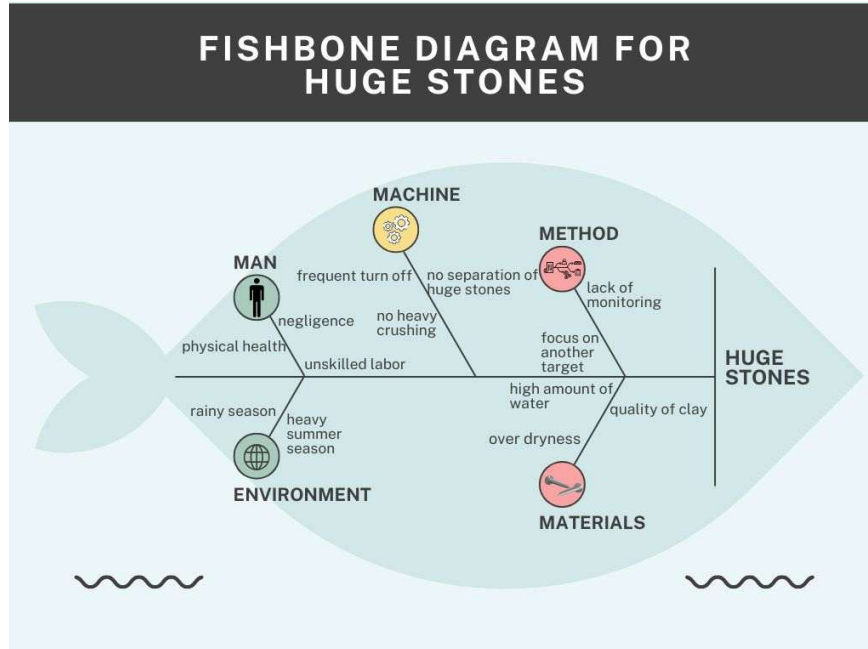 FISHBONE DIAGRAM FOR
HUGE STONES
MACHINE
METHOD
MAN
frequent turn off
no separation of
huge stones
lack of
monitoring
negligence
no heavy
crushing
physical health
focus on
another
target
unskilled labor
HUGE
STONES
high amount of
water
rainy season
heavy
summer
season
quality of clay
over dryness
ENVIRONMENT
MATERIALS